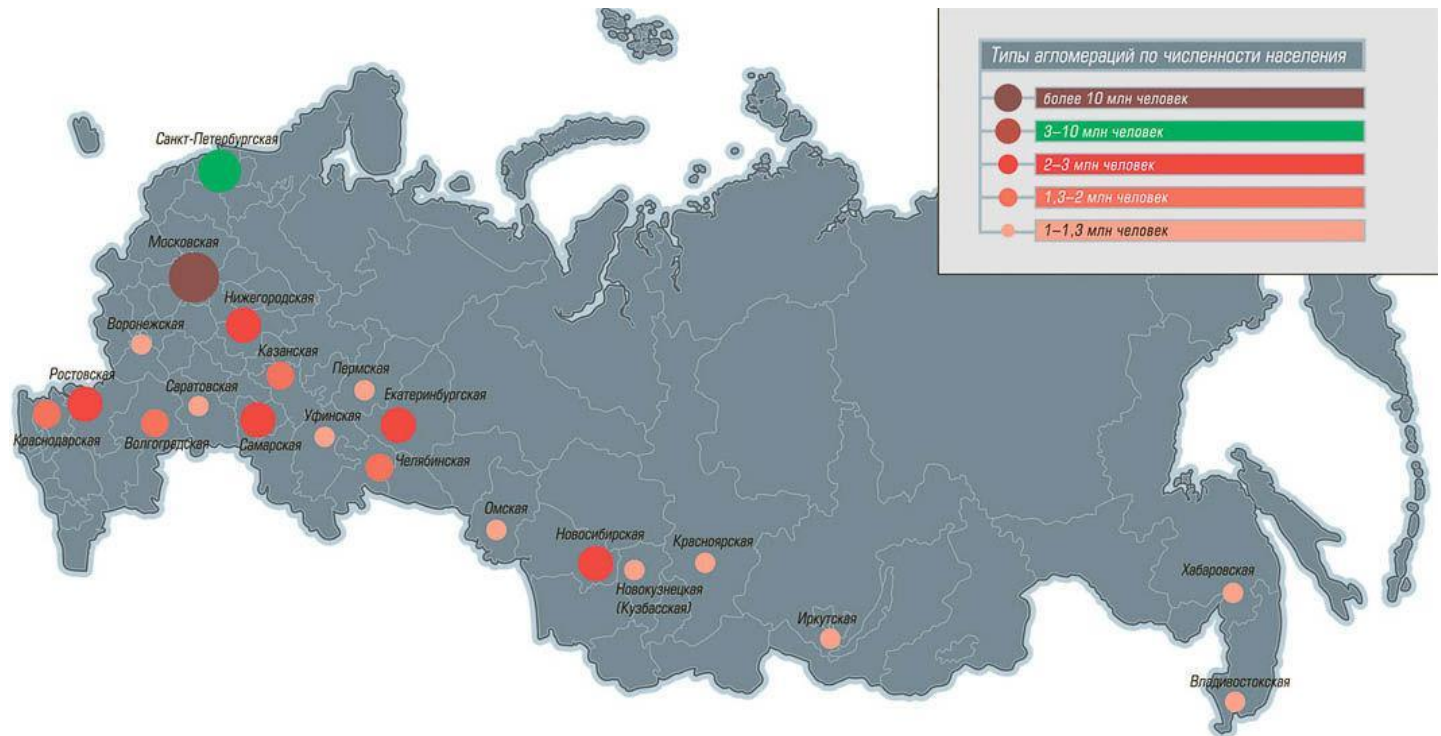 Типы агломераций по численности населения
более 10 млн человек
3–10 млн человек
2–3 млн человек
1,3–2 млн человек
1–1,3 млн человек
Санкт-Петербургская
Московская
Нижегородская
Воронежская
Казанская
Пермская
Ростовская
Саратовская
Екатеринбургская
Уфинская
Краснодарская
Волгоградская
Самарская
Челябинская
Омская
Новосибирская
Красноярская
Новокузнецкая
(Кузбасская)
Иркутская
Хабаровская
Владивостокская